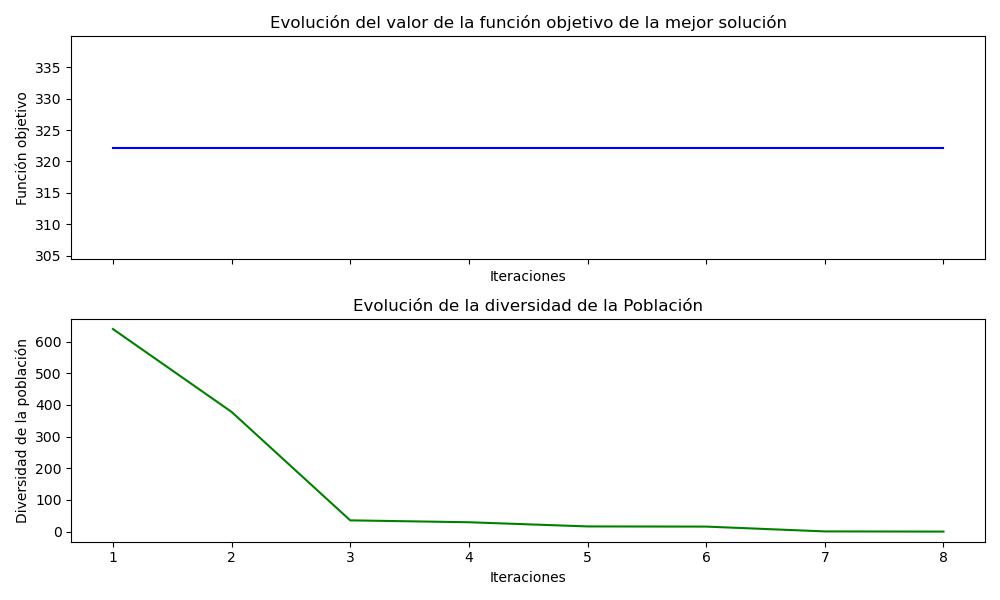 Evolución del valor de la función objetivo de la mejor solución
Función objetivo
335
330
325
320
315
310
305
Iteraciones
Evolución de la diversidad de la Población
Diversidad de la población
600
500
400
300
200
100
0
1 2 3 4 5 6 7 8
Iteraciones